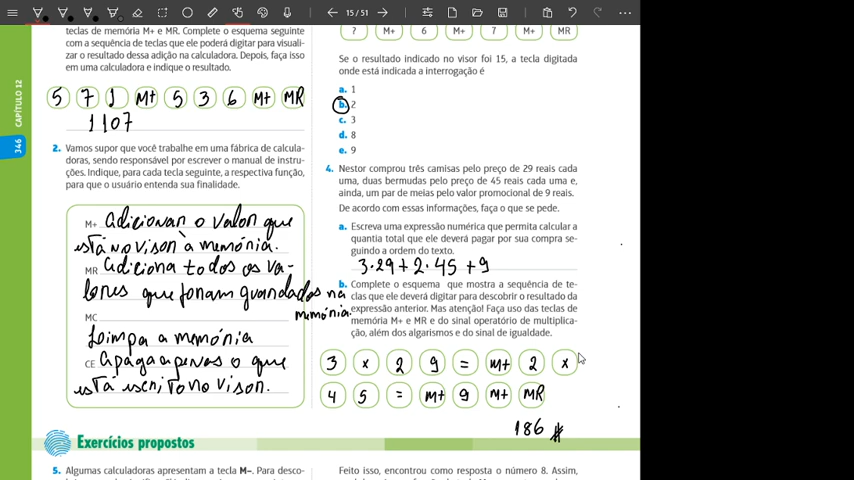 15 / 51
346
CAPÍTULO 12
teclas de memória M+ e MR. Complete o esquema seguinte
com a sequência de teclas que ele poderá digitar para visuali-
zar o resultado dessa adição na calculadora. Depois, faça isso
em uma calculadora e indique o resultado.
5 7 1 M+ 5 3 6 M+ MR
1107
2. Vamos supor que você trabalhe em uma fábrica de calcula-
doras, sendo responsável por escrever o manual de instru-
ções. Indique, para cada tecla seguinte, a respectiva função,
para que o usuário entenda sua finalidade.
M+ Adicionar o valor que
está no visor à memória.
MR Adiciona todos os va-
lores que foram guardados na
memória.
MC
Limpa a memória
CE apaga apenas o que
está escrito no visor.
Exercícios propostos
5. Algumas calculadoras apresentam a tecla M–. Para desco-
? M+ 6 M+ 7 M+ MR
Se o resultado indicado no visor foi 15, a tecla digitada
onde está indicada a interrogação é
a. 1
b. 2
c. 3
d. 8
e. 9
4. Nestor comprou três camisas pelo preço de 29 reais cada
uma, duas bermudas pelo preço de 45 reais cada uma e,
ainda, um par de meias pelo valor promocional de 9 reais.
De acordo com essas informações, faça o que se pede.
a. Escreva uma expressão numérica que permita calcular a
quantia total que ele deverá pagar por sua compra se-
guindo a ordem do texto.
3.29 + 2.45 + 9
b. Complete o esquema que mostra a sequência de te-
clas que ele deverá digitar para descobrir o resultado da
expressão anterior. Mas atenção! Faça uso das teclas de
memória M+ e MR e do sinal operatório de multiplica-
ção, além dos algarismos e do sinal de igualdade.
3 x 2 9 = M+ 2 x
4 5 = M+ 9 M+ MR
186
Feito isso, encontrou como resposta o número 8. Assim,